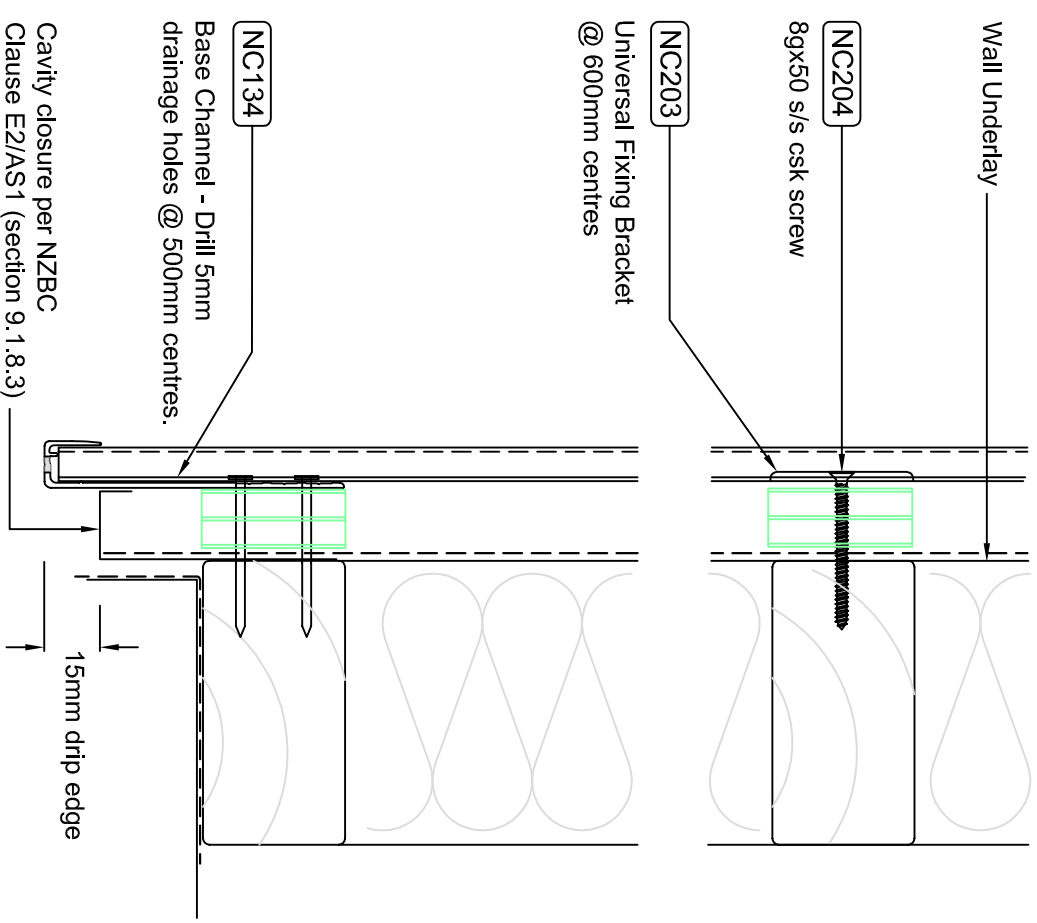 Wall Underlay
NC204
8gx50 s/s csk screw
NC203
Universal Fixing Bracket
@ 600mm centres
NC134
Base Channel - Drill 5mm
drainage holes @ 500mm centres.
Cavity closure per NZBC
Clause E2/AS1 (section 9.1.8.3)
15mm drip edge